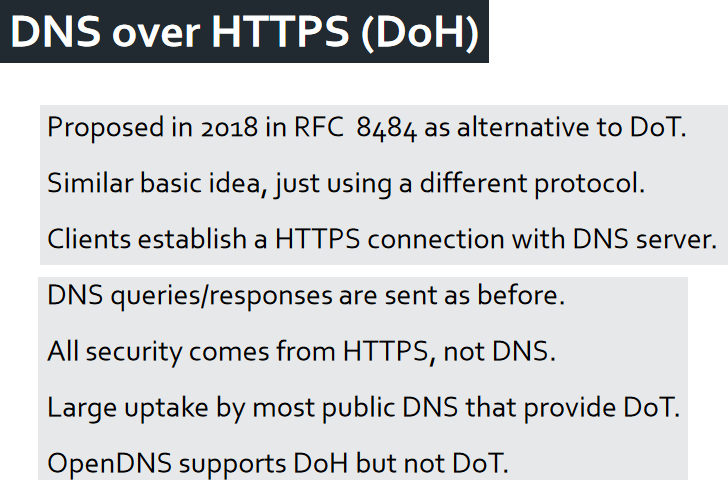 DNS over HTTPS (DoH)
Proposed in 2018 in RFC 8484 as alternative to DoT.
Similar basic idea, just using a different protocol.
Clients establish a HTTPS connection with DNS server.
DNS queries/responses are sent as before.
All security comes from HTTPS, not DNS.
Large uptake by most public DNS that provide DoT.
OpenDNS supports DoH but not DoT.